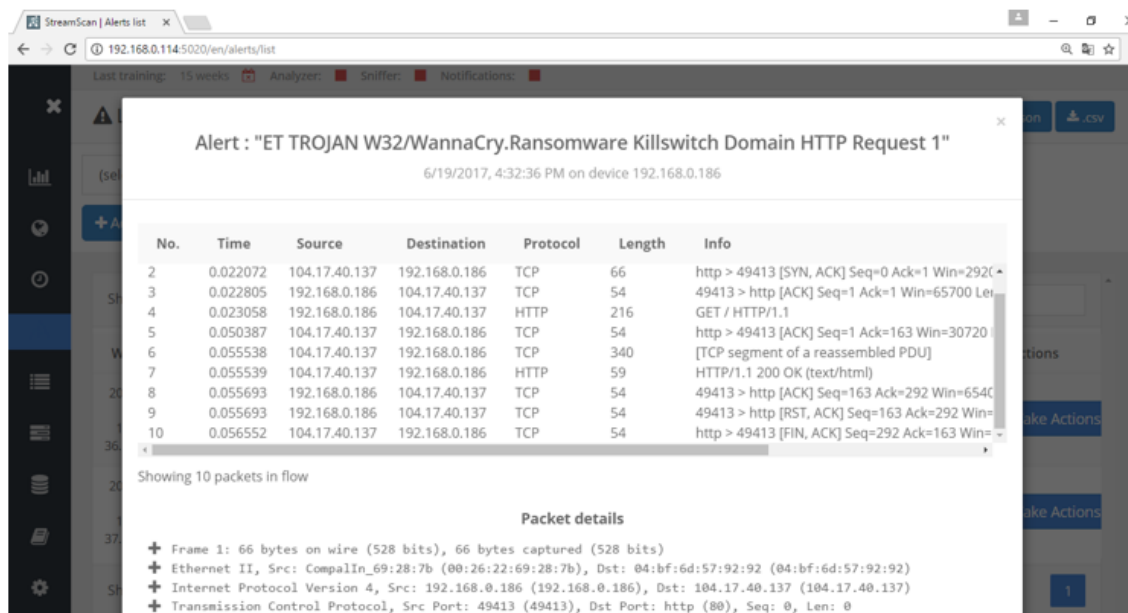 StreamScan | Alerts list
192.168.0.114:5020/en/alerts/list
Last training: 15 weeks Analyzer: Sniffer: Notifications:
.csv
Alert : "ET TROJAN W32/WannaCry.Ransomware Killswitch Domain HTTP Request 1"
6/19/2017, 4:32:36 PM on device 192.168.0.186
No. Time Source Destination Protocol Length Info
2 0.022072 104.17.40.137 192.168.0.186 TCP 66 http > 49413 [SYN, ACK] Seq=0 Ack=1 Win=2920
3 0.022805 192.168.0.186 104.17.40.137 TCP 54 49413 > http [ACK] Seq=1 Ack=1 Win=65700
4 0.023058 192.168.0.186 104.17.40.137 HTTP 216 GET / HTTP/1.1
5 0.050387 104.17.40.137 192.168.0.186 TCP 54 http > 49413 [ACK] Seq=1 Ack=163 Win=30720
6 0.055538 104.17.40.137 192.168.0.186 TCP 340 [TCP segment of a reassembled PDU]
7 0.055539 104.17.40.137 192.168.0.186 HTTP 59 HTTP/1.1 200 OK (text/html)
8 0.055693 192.168.0.186 104.17.40.137 TCP 54 49413 > http [ACK] Seq=163 Ack=292 Win=6540
9 0.055693 192.168.0.186 104.17.40.137 TCP 54 49413 > http [RST, ACK] Seq=163 Ack=292 Win=
10 0.056552 104.17.40.137 192.168.0.186 TCP 54 http > 49413 [FIN, ACK] Seq=292 Ack=163 Win=
Showing 10 packets in flow
Packet details
Frame 1: 66 bytes on wire (528 bits), 66 bytes captured (528 bits)
Ethernet II, Src: CompalIn_69:28:7b (00:26:22:69:28:7b), Dst: 04:bf:6d:57:92:92 (04:bf:6d:57:92:92)
Internet Protocol Version 4, Src: 192.168.0.186 (192.168.0.186), Dst: 104.17.40.137 (104.17.40.137)
Transmission Control Protocol, Src Port: 49413 (49413), Dst Port: http (80), Seq: 0, Len: 0
1